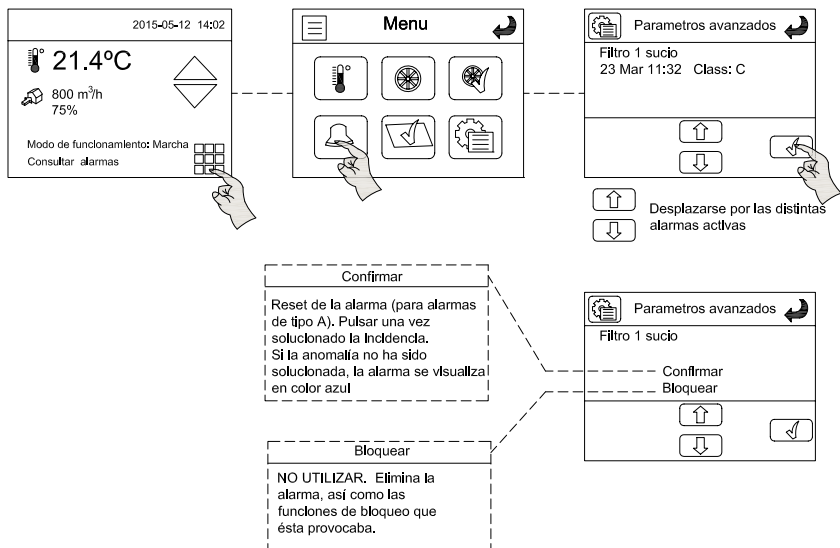 2015-05-12 14:02
21.4ºC
800 m³/h
75%
Modo de funcionamiento: Marcha
Consultar alarmas
Menu
Parametros avanzados
Filtro 1 sucio
23 Mar 11:32 Class: C
Desplazarse por las distintas
alarmas activas
Confirmar
Reset de la alarma (para alarmas
de tipo A). Pulsar una vez
solucionado la incidencia.
Si la anomalía no ha sido
solucionada, la alarma se visualiza
en color azul
Parametros avanzados
Filtro 1 sucio
Confirmar
Bloquear
Bloquear
NO UTILIZAR. Elimina la
alarma, así como las
funciones de bloqueo que
ésta provocaba.